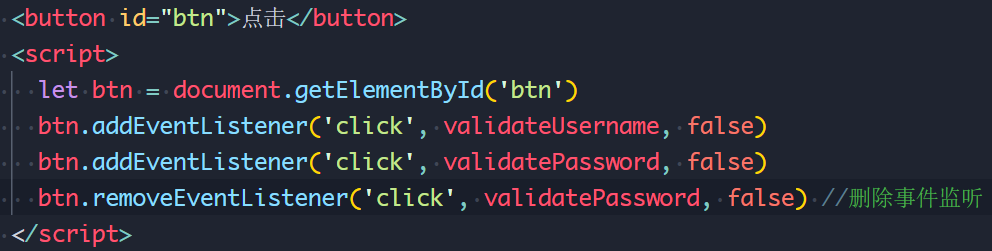 <button id="btn">点击</button>
<script>
  let btn = document.getElementById('btn')
  btn.addEventListener('click', validateUsername, false)
  btn.addEventListener('click', validatePassword, false)
  btn.removeEventListener('click', validatePassword, false) //删除事件监听
</script>